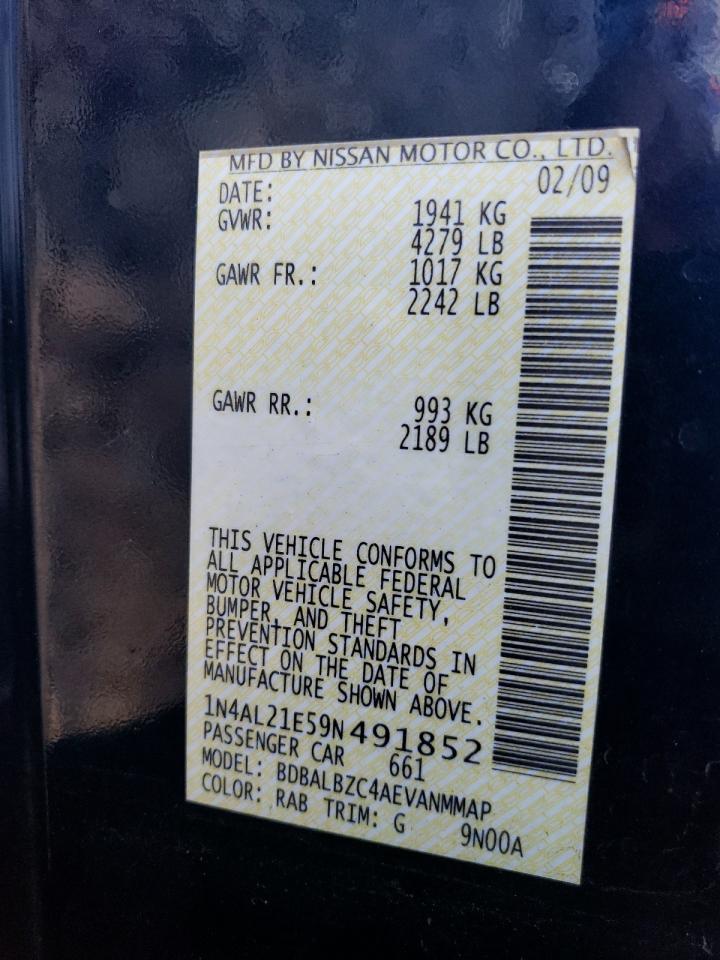 MFD BY NISSAN MOTOR CO., LTD.
DATE: 02/09
GVWR: 1941 KG
4279 LB
GAWR FR.: 1017 KG
2242 LB
GAWR RR.: 993 KG
2189 LB
THIS VEHICLE CONFORMS TO
ALL APPLICABLE FEDERAL
MOTOR VEHICLE SAFETY,
BUMPER, AND THEFT
PREVENTION STANDARDS IN
EFFECT ON THE DATE OF
MANUFACTURE SHOWN ABOVE.
1N4AL21E59N491852
PASSENGER CAR 661
MODEL: BDBALBZC4AEVANMMAP
COLOR: RAB TRIM: G 9N00A